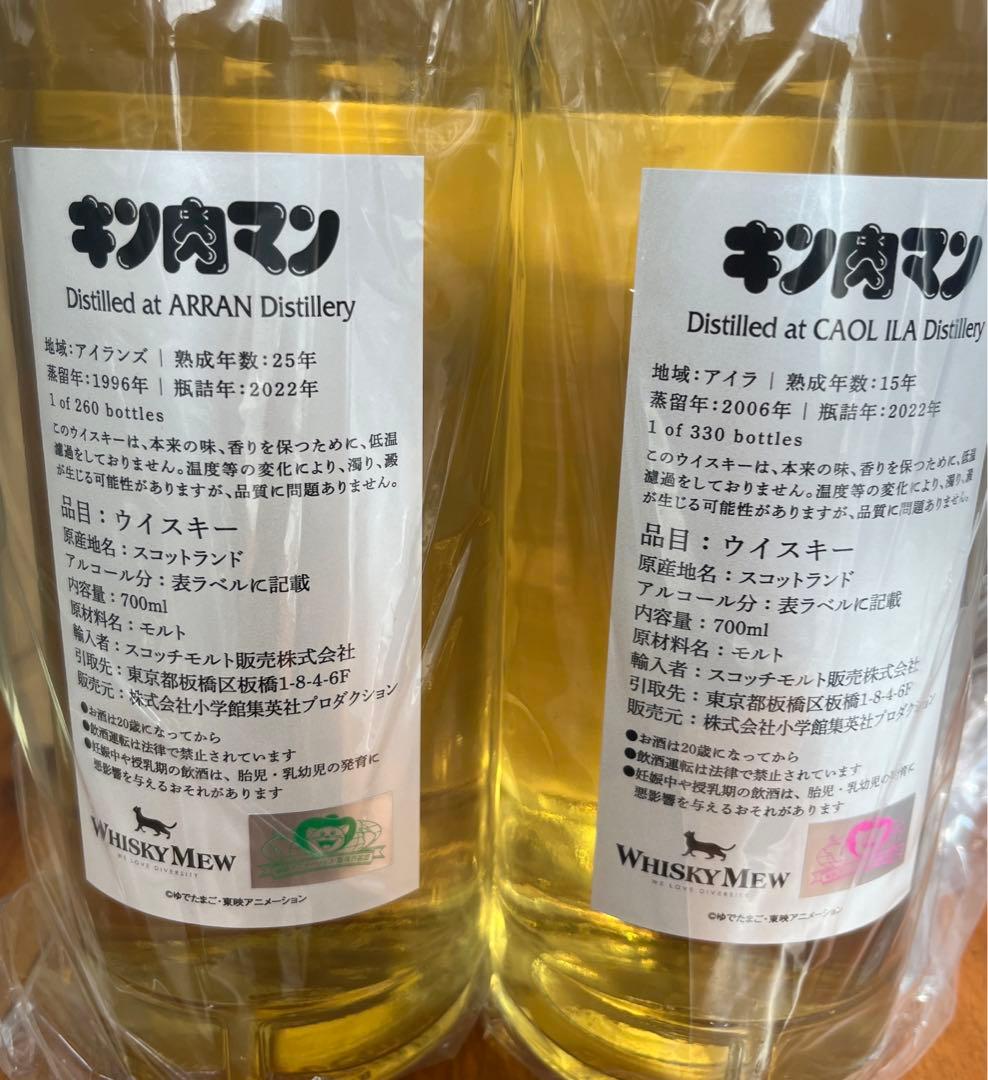 キン肉マン
Distilled at ARRAN Distillery
地域：アイランズ | 熟成年数：25年
蒸留年：1996年 | 瓶詰年：2022年
1 of 260 bottles
このウイスキーは、本来の味、香りを保つために、低温
濾過をしておりません。温度等の変化により、濁り、澱
が生じる可能性がありますが、品質に問題ありません。
品目：ウイスキー
原産地名：スコットランド
アルコール分：表ラベルに記載
内容量：700ml
原材料名：モルト
輸入者：スコッチモルト販売株式会社
引取先：東京都板橋区板橋1-8-4-6F
販売元：株式会社小学館集英社プロダクション
●お酒は20歳になってから
●飲酒運転は法律で禁止されています
●妊娠中や授乳期の飲酒は、胎児・乳幼児の発育に
悪影響を与えるおそれがあります
WHISKY MEW
WE LOVE DIVERSITY
©ゆでたまご・東映アニメーション
キン肉マン
Distilled at CAOL ILA Distillery
地域：アイラ | 熟成年数：15年
蒸留年：2006年 | 瓶詰年：2022年
1 of 330 bottles
このウイスキーは、本来の味、香りを保つために、低温
濾過をしておりません。温度等の変化により、濁り、澱
が生じる可能性がありますが、品質に問題ありません。
品目：ウイスキー
原産地名：スコットランド
アルコール分：表ラベルに記載
内容量：700ml
原材料名：モルト
輸入者：スコッチモルト販売株式会社
引取先：東京都板橋区板橋1-8-4-6F
販売元：株式会社小学館集英社プロダクション
●お酒は20歳になってから
●飲酒運転は法律で禁止されています
●妊娠中や授乳期の飲酒は、胎児・乳幼児の発育に
悪影響を与えるおそれがあります
WHISKY MEW
WE LOVE DIVERSITY
©ゆでたまご・東映アニメーション